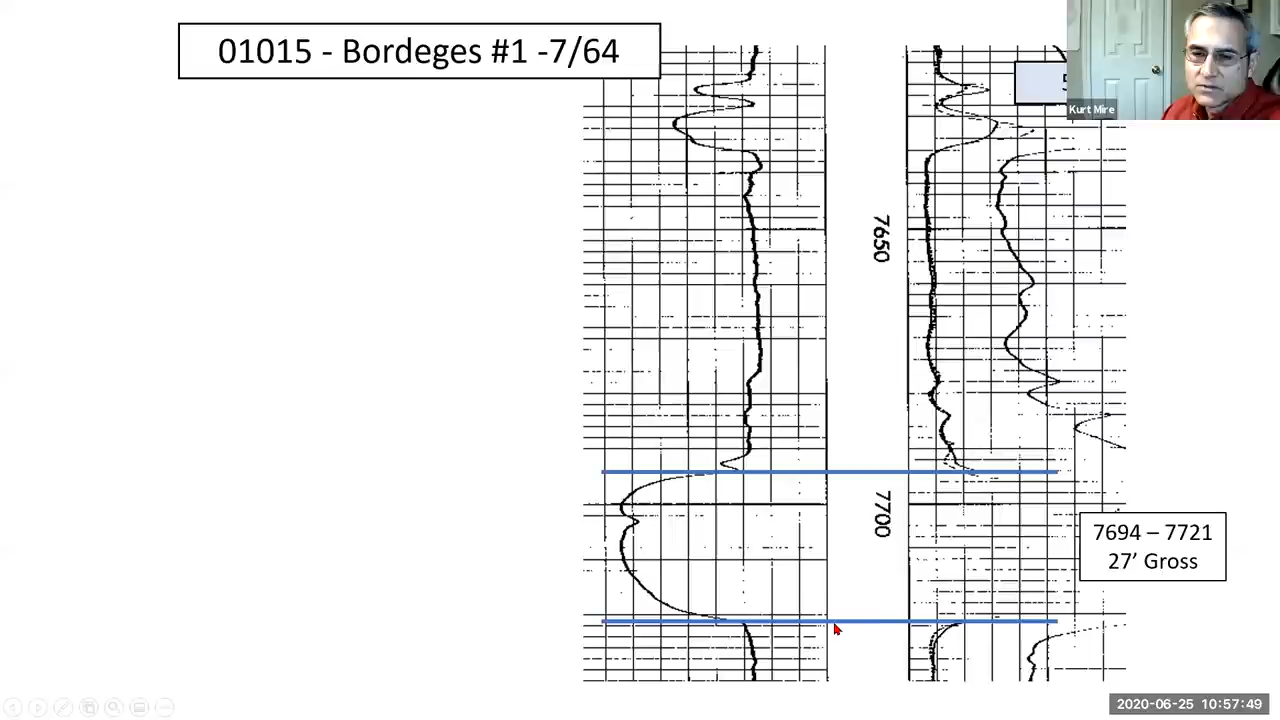 01015 - Bordeges #1 -7/64
Kurt Mire
7650
7700
7694 – 7721
27’ Gross
2020-06-25 10:57:49